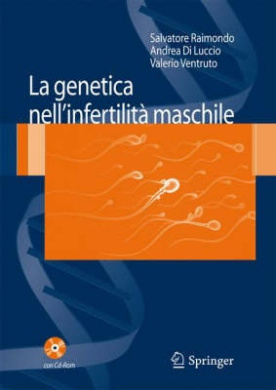 Salvatore Raimondo
Andrea Di Luccio
Valerio Ventruto
La genetica
nell'infertilità maschile
con Cd-Rom
Springer